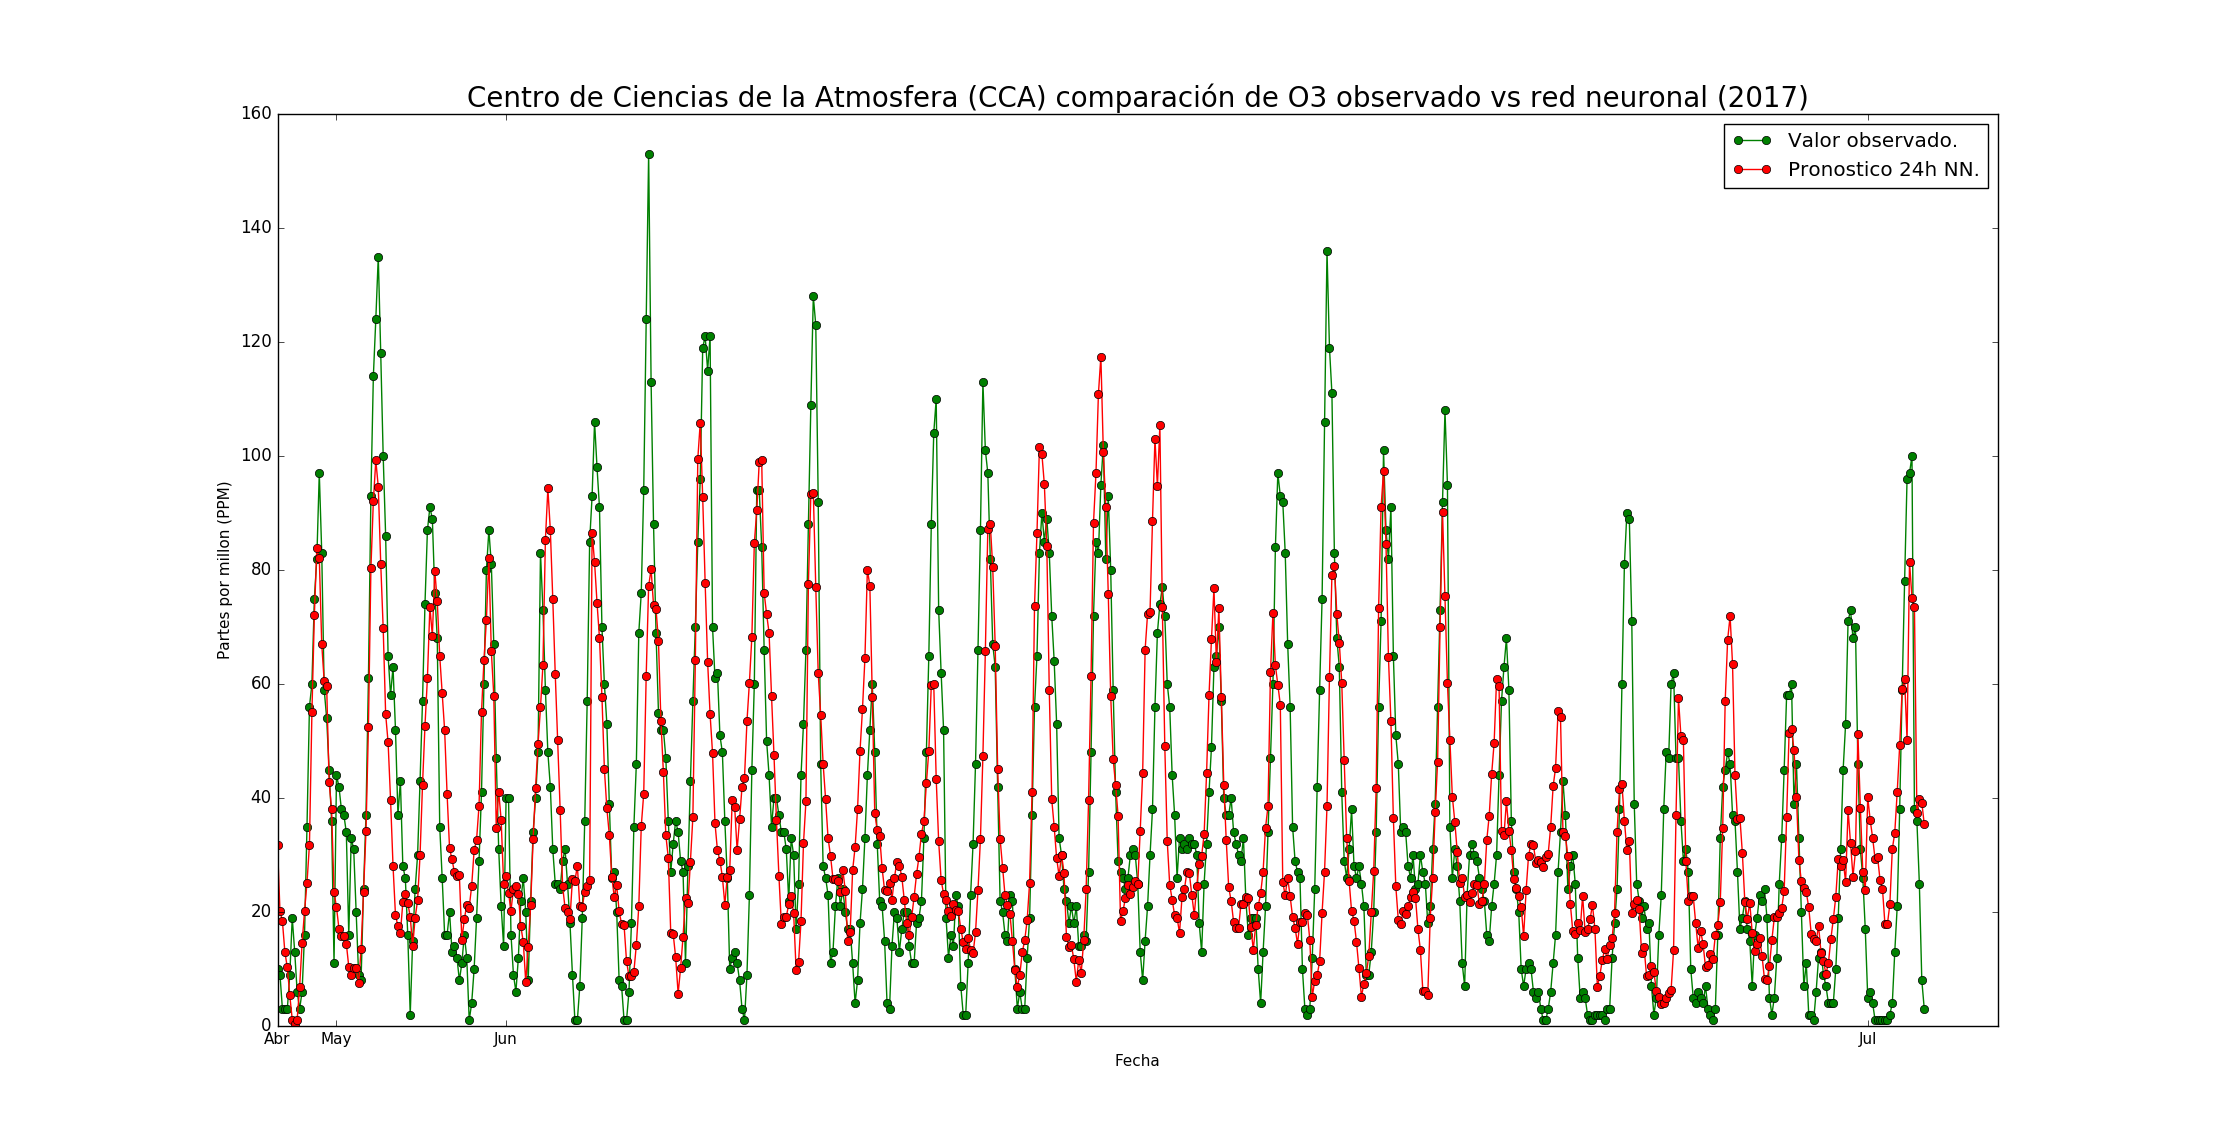 Centro de Ciencias de la Atmosfera (CCA) comparación de O3 observado vs red neuronal (2017)
160
140
120
100
80
60
40
20
0
Partes por millon (PPM)
Valor observado.
Pronostico 24h NN.
Abr May Jun Jul
Fecha